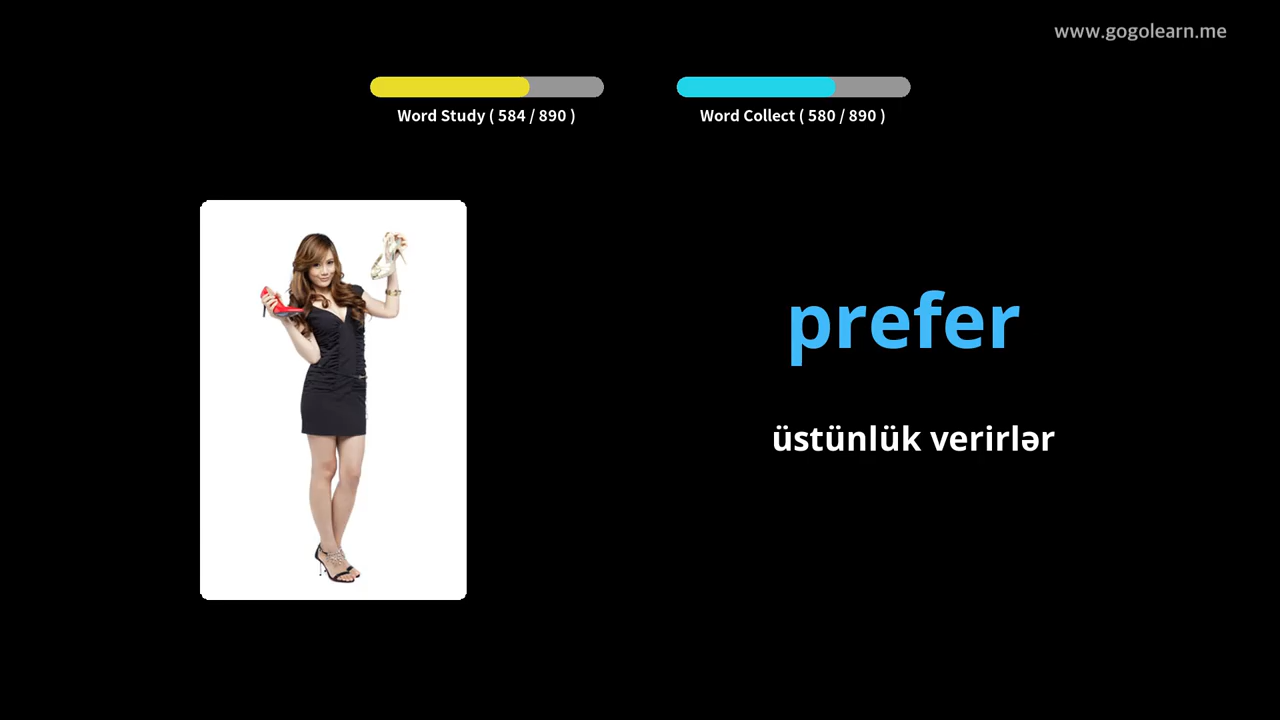 www.gogolearn.me
Word Study ( 584 / 890 )
Word Collect ( 580 / 890 )
prefer
üstünlük verirlər